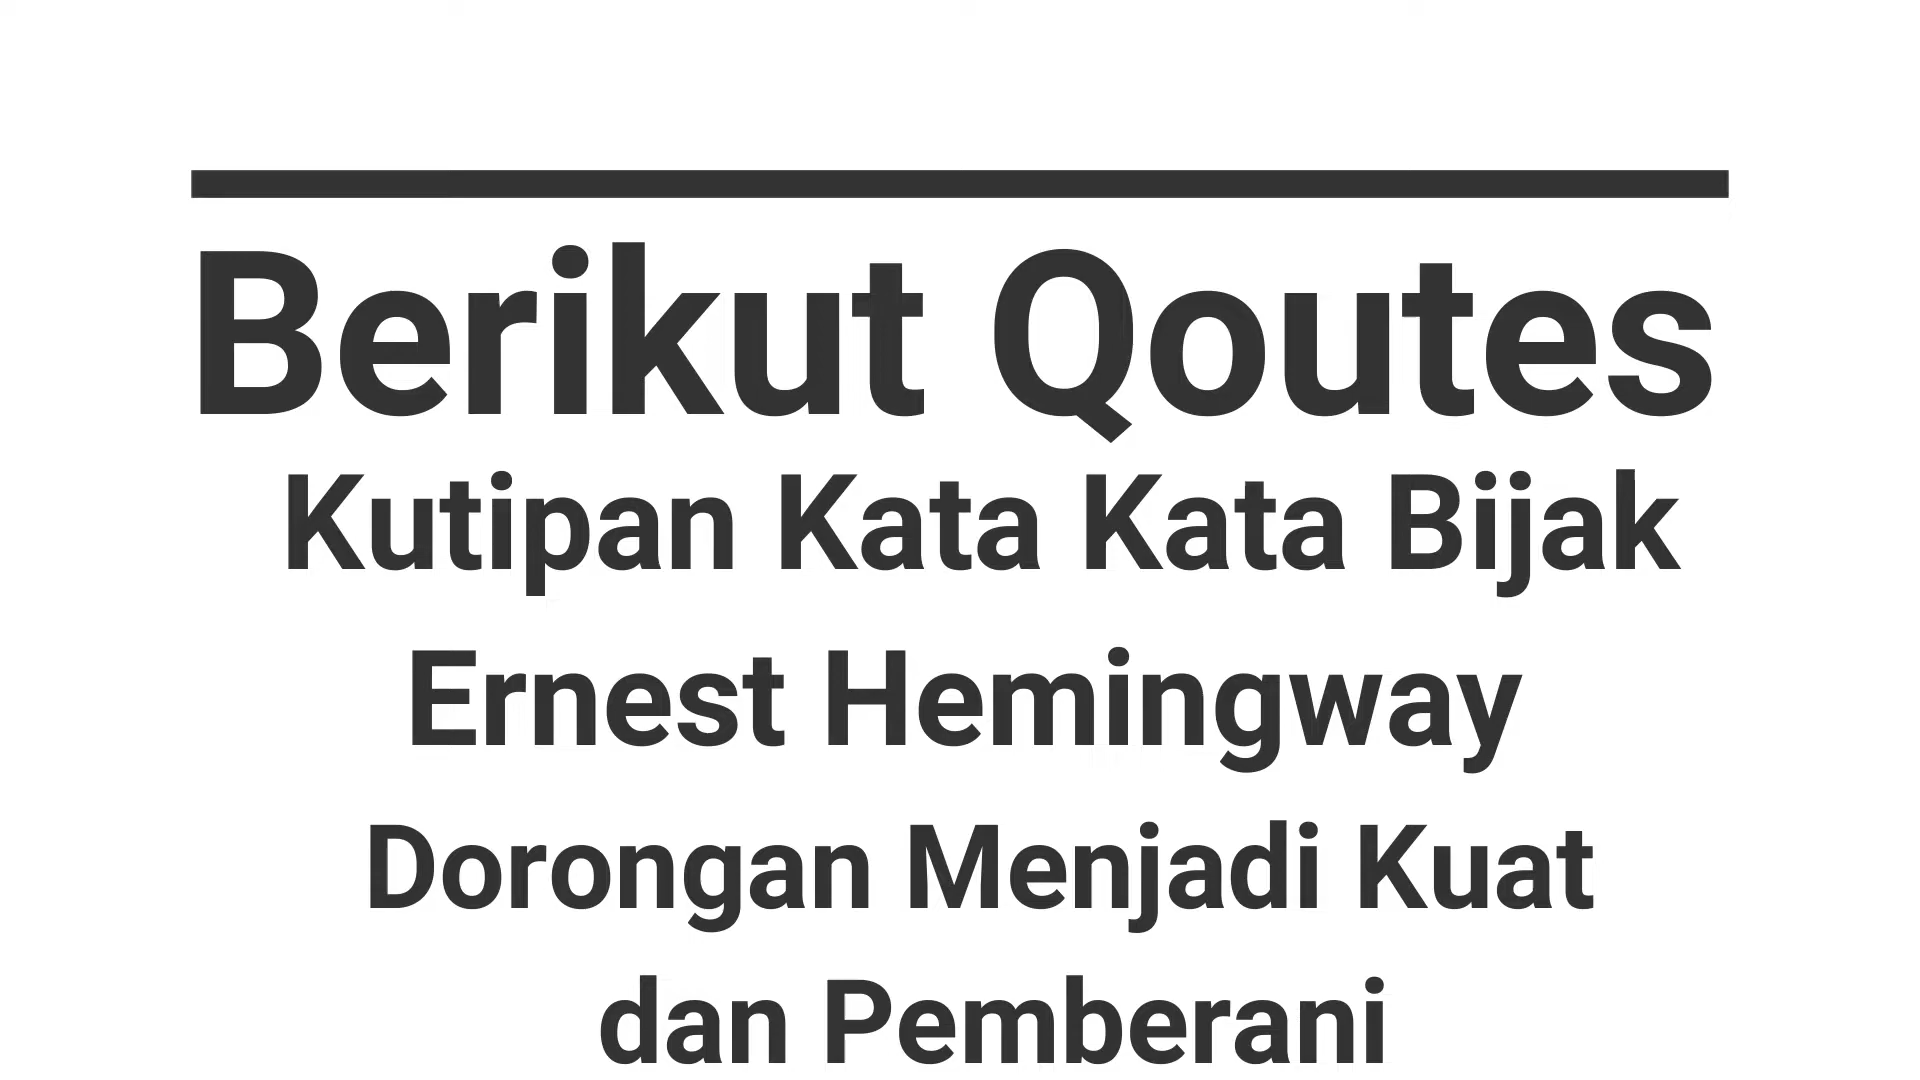 Berikut Qoutes
Kutipan Kata Kata Bijak
Ernest Hemingway
Dorongan Menjadi Kuat
dan Pemberani